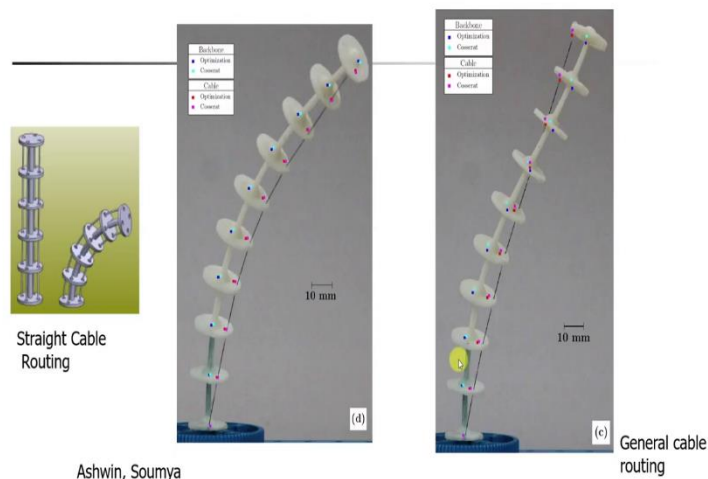 Backbone
Optimization
Cosserat
Cable
Optimization
Cosserat
10 mm
(d)
Backbone
Optimization
Cosserat
Cable
Optimization
Cosserat
10 mm
(c)
Straight Cable
Routing
General cable
routing
Ashwin, Soumya